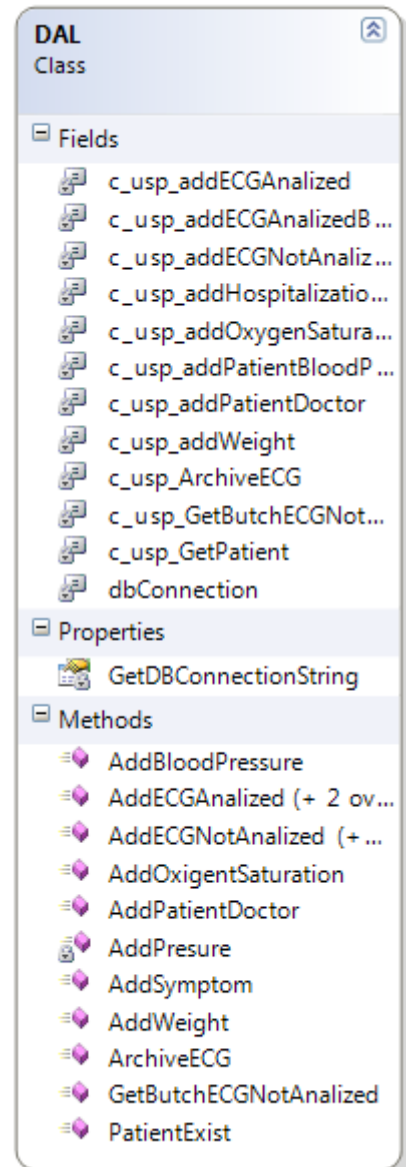 DAL
Class
Fields
c_usp_addECGAnalized
c_usp_addECGAnalizedB...
c_usp_addECGNotAnaliz...
c_usp_addHospitalizatio...
c_usp_addOxygenSatura...
c_usp_addPatientBloodP...
c_usp_addPatientDoctor
c_usp_addWeight
c_usp_ArchiveECG
c_usp_GetButchECGNot...
c_usp_GetPatient
dbConnection
Properties
GetDBConnectionString
Methods
AddBloodPressure
AddECGAnalized (+ 2 ov...
AddECGNotAnalized (+ ...
AddOxigentSaturation
AddPatientDoctor
AddPresure
AddSymptom
AddWeight
ArchiveECG
GetButchECGNotAnalized
PatientExist